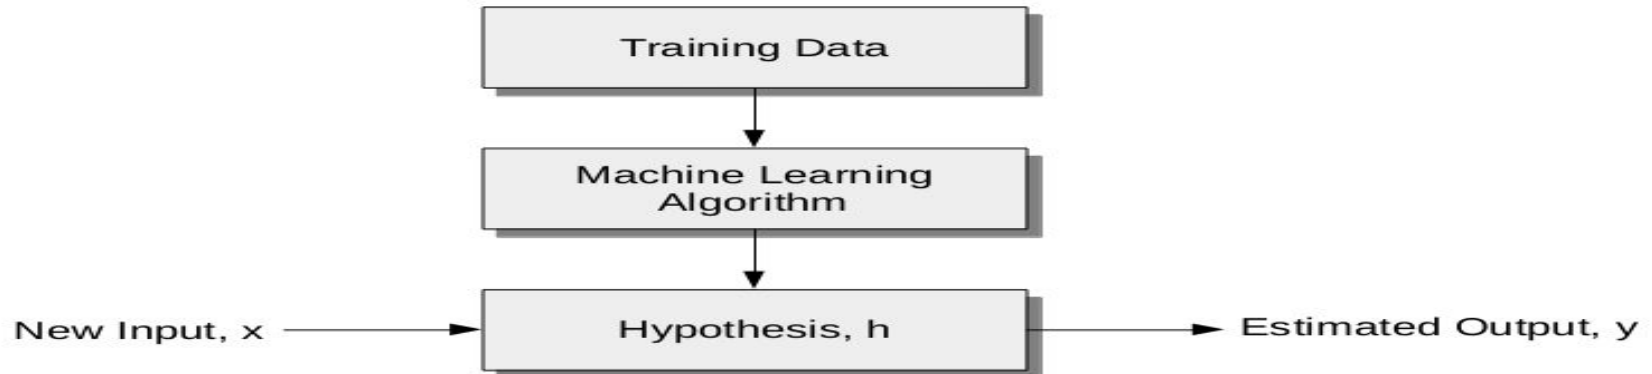 Training Data
Machine Learning
Algorithm
New Input, x
Hypothesis, h
Estimated Output, y